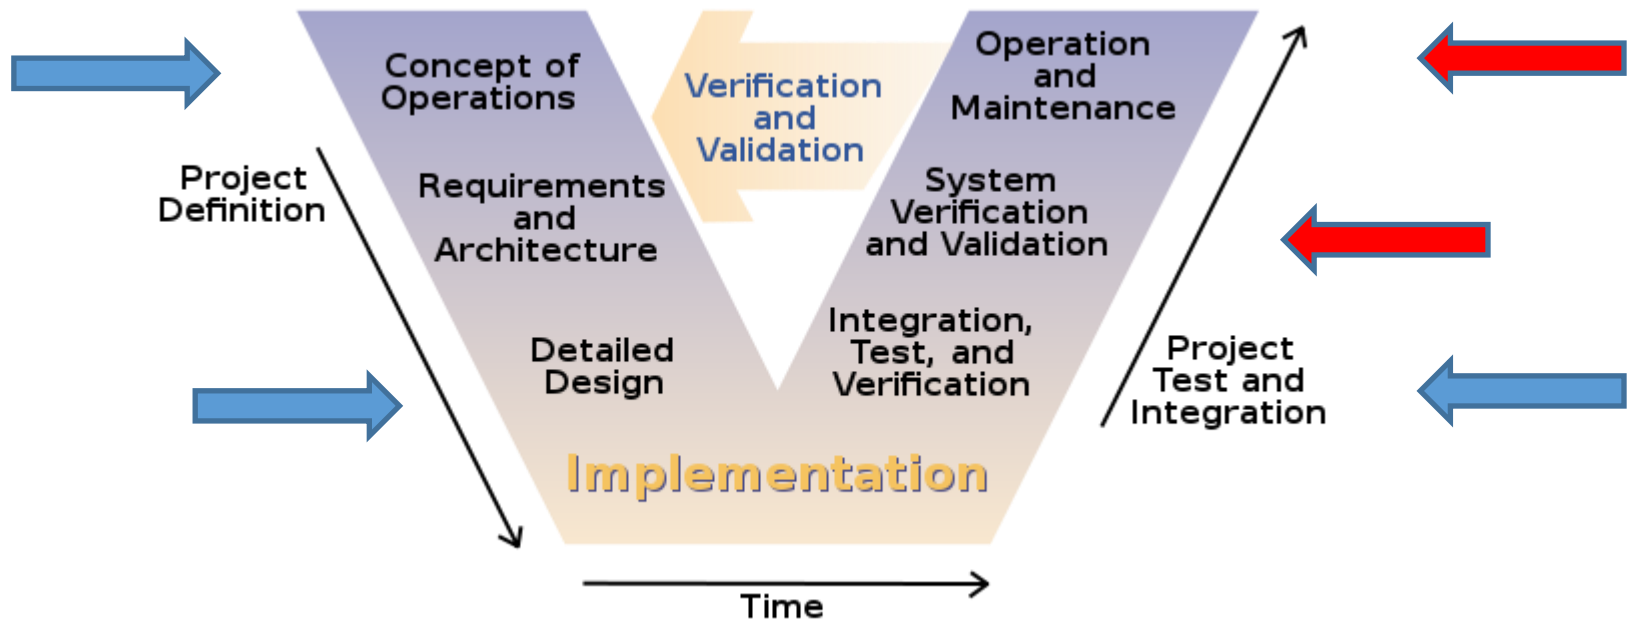 Concept of
Operations
Verification
and
Validation
Operation
and
Maintenance
Project
Definition
Requirements
and
Architecture
System
Verification
and Validation
Detailed
Design
Integration,
Test, and
Verification
Project
Test and
Integration
Implementation
Time